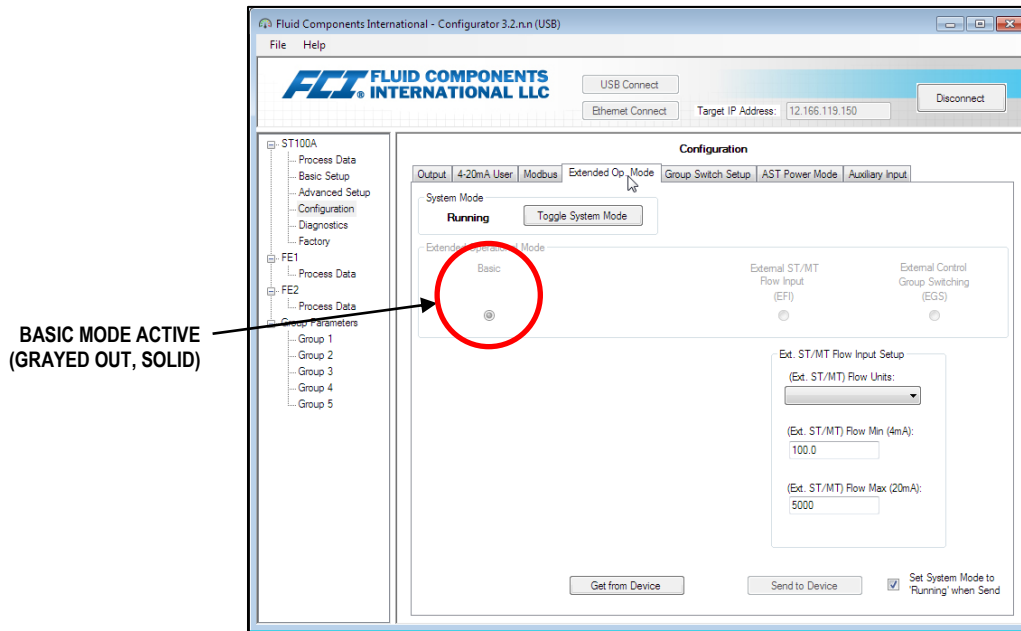 Fluid Components International - Configurator 3.2.n.n (USB)
File Help
FCI ® FLUID COMPONENTS
INTERNATIONAL LLC
USB Connect
Ethernet Connect
Target IP Address: 12.166.119.150
Disconnect
ST100A
Process Data
Basic Setup
Advanced Setup
Configuration
Diagnostics
Factory
FE1
Process Data
FE2
Process Data
Group Parameters
Group 1
Group 2
Group 3
Group 4
Group 5
BASIC MODE ACTIVE
(GRAYED OUT, SOLID)
Configuration
Output 4-20mA User Modbus Extended Op. Mode Group Switch Setup AST Power Mode Auxiliary Input
System Mode
Running Toggle System Mode
Extended Operational Mode
Basic
External ST/MT
Flow Input
(EFI)
External Control
Group Switching
(EGS)
Ext. ST/MT Flow Input Setup
(Ext. ST/MT) Flow Units:
(Ext. ST/MT) Flow Min (4mA):
100.0
(Ext. ST/MT) Flow Max (20mA):
5000
Get from Device
Send to Device
Set System Mode to
'Running' when Send